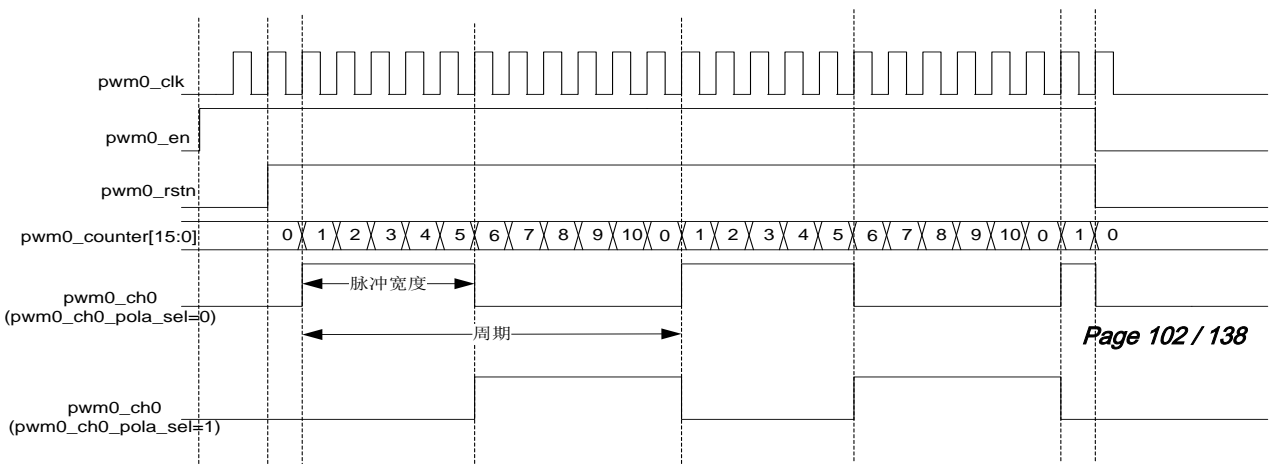 pwm0_clk
pwm0_en
pwm0_rstn
pwm0_counter[15:0] 0 1 2 3 4 5 6 7 8 9 10 0 1 2 3 4 5 6 7 8 9 10 0 1 0
脉冲宽度
pwm0_ch0
(pwm0_ch0_pola_sel=0)
周期
Page 102 / 138
pwm0_ch0
(pwm0_ch0_pola_sel=1)